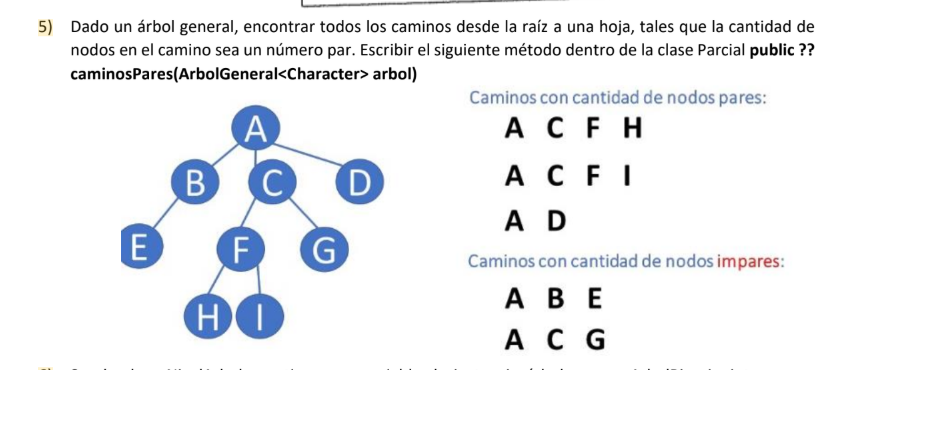 5) Dado un árbol general, encontrar todos los caminos desde la raíz a una hoja, tales que la cantidad de
nodos en el camino sea un número par. Escribir el siguiente método dentro de la clase Parcial public ??
caminosPares(ArbolGeneral<Character> arbol)
A
B C D
E F G
H I
Caminos con cantidad de nodos pares:
A C F H
A C F I
A D
Caminos con cantidad de nodos impares:
A B E
A C G